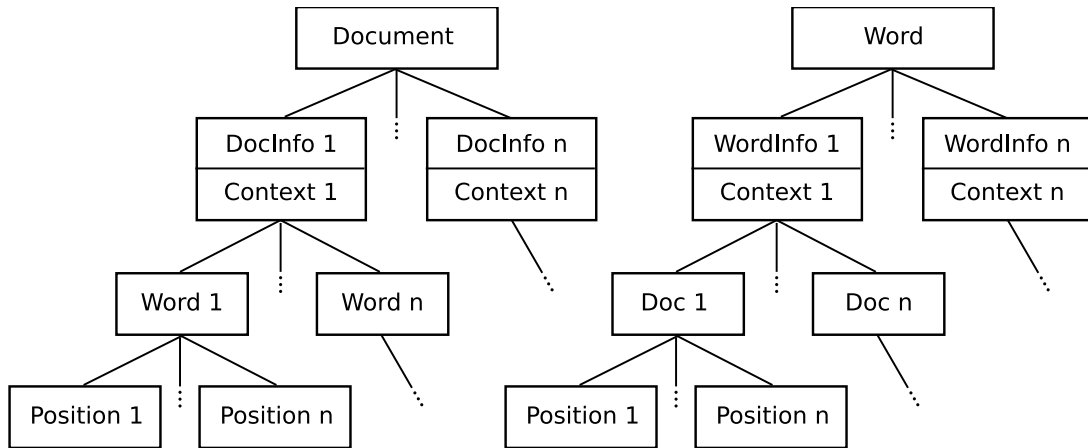 Document
Word
DocInfo 1
DocInfo n
WordInfo 1
WordInfo n
Context 1
Context n
Context 1
Context n
Word 1
Word n
Doc 1
Doc n
Position 1
Position n
Position 1
Position n